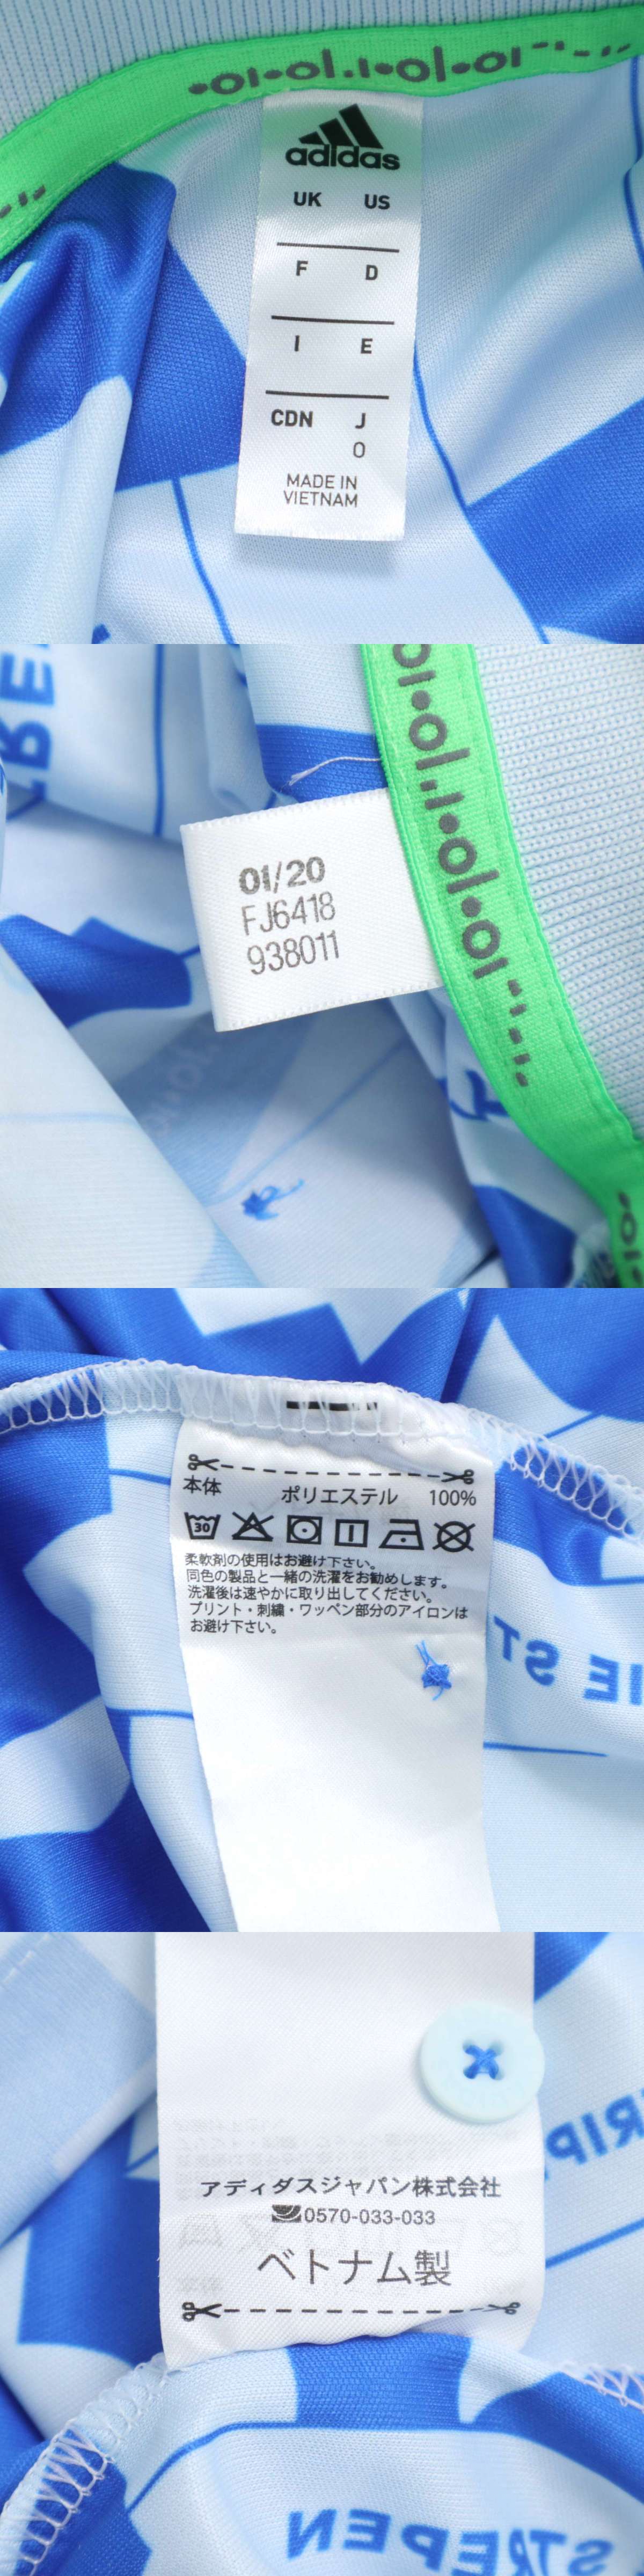 adidas
UK US
F D
I E
CDN J
O
MADE IN
VIETNAM
01/20
FJ6418
938011
本体 ポリエステル 100%
30
柔軟剤の使用はお避け下さい。
同色の製品と一緒の洗濯をお勧めします。
洗濯後は速やかに取り出してください。
プリント・刺繍・ワッペン部分のアイロンは
お避け下さい。
IE ST
RIP
アディダスジャパン株式会社
0570-033-033
ベトナム製
STREPEN